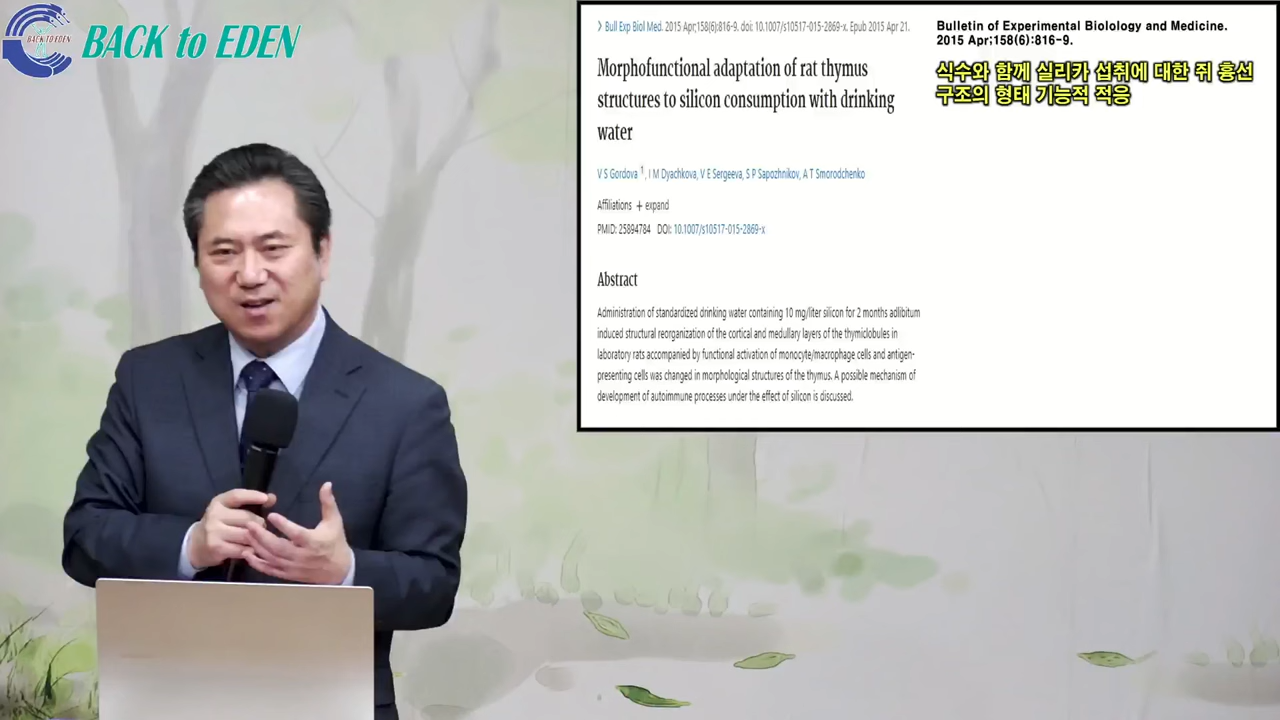 BACK TO EDEN
BACK to EDEN
Bull Exp Biol Med. 2015 Apr;158(6):816-9. doi: 10.1007/s10517-015-2869-x. Epub 2015 Apr 21.
Morphofunctional adaptation of rat thymus
structures to silicon consumption with drinking
water
V S Gordova 1, I M Dyachkova, V E Sergeeva, S P Sapozhnikov, A T Smorodchenko
Affiliations + expand
PMID: 25894784 DOI: 10.1007/s10517-015-2869-x
Abstract
Administration of standardized drinking water containing 10 mg/liter silicon for 2 months adlibitum
induced structural reorganization of the cortical and medullary layers of the thymiclobules in
laboratory rats accompanied by functional activation of monocyte/macrophage cells and antigen-
presenting cells was changed in morphological structures of the thymus. A possible mechanism of
development of autoimmune processes under the effect of silicon is discussed.
Bulletin of Experimental Biolology and Medicine.
2015 Apr;158(6):816-9.
식수와 함께 실리카 섭취에 대한 쥐 흉선
구조의 형태 기능적 적응